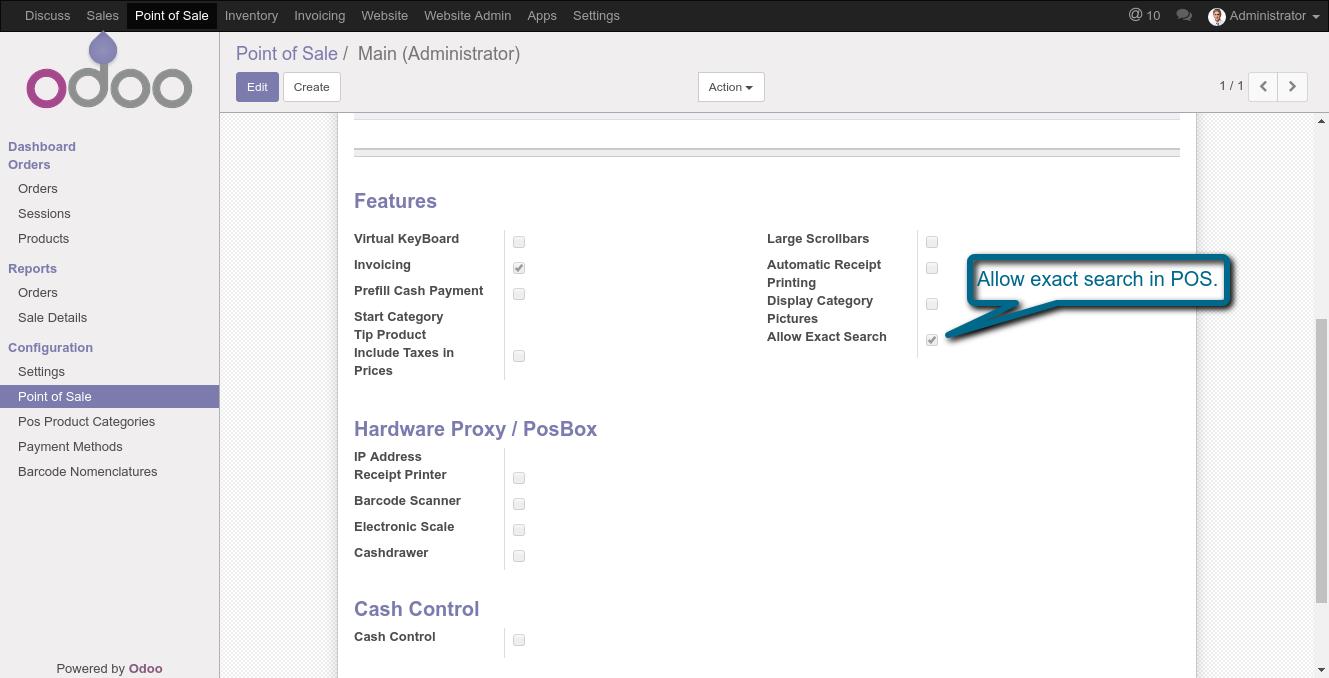 Discuss Sales Point of Sale Inventory Invoicing Website Website Admin Apps Settings @ 10 Administrator
odoo
Point of Sale / Main (Administrator)
Edit Create Action 1 / 1
Dashboard
Orders
Orders
Sessions
Products
Reports
Orders
Sale Details
Configuration
Settings
Point of Sale
Pos Product Categories
Payment Methods
Barcode Nomenclatures
Powered by Odoo
Features
Virtual KeyBoard
Invoicing
Prefill Cash Payment
Start Category
Tip Product
Include Taxes in
Prices
Large Scrollbars
Automatic Receipt
Printing
Display Category
Pictures
Allow Exact Search
Allow exact search in POS.
Hardware Proxy / PosBox
IP Address
Receipt Printer
Barcode Scanner
Electronic Scale
Cashdrawer
Cash Control
Cash Control